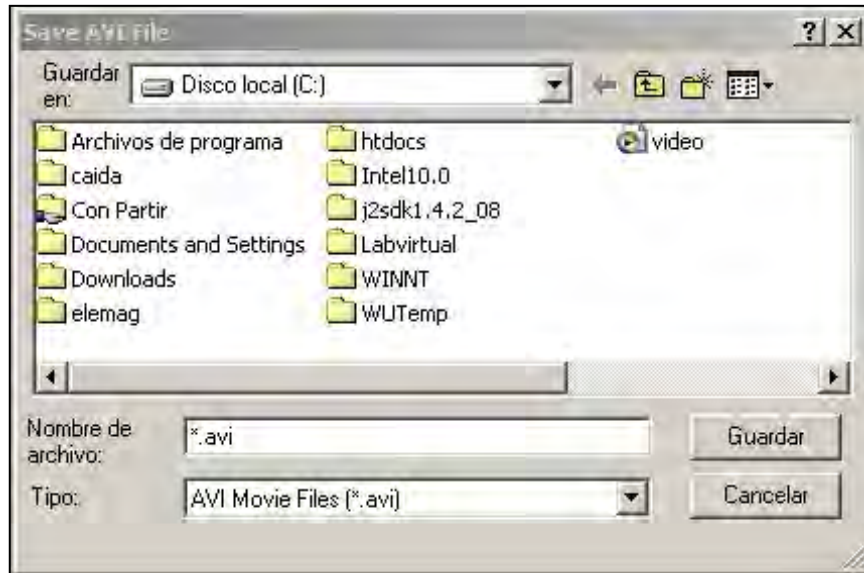 Save AVI File
Guardar en:
Disco local (C:)
Archivos de programa
caida
Con Partir
Documents and Settings
Downloads
elemag
htdocs
Intel10.0
j2sdk1.4.2_08
Labvirtual
WINNT
WUTemp
video
Nombre de archivo:
*.avi
Guardar
Tipo:
AVI Movie Files (*.avi)
Cancelar